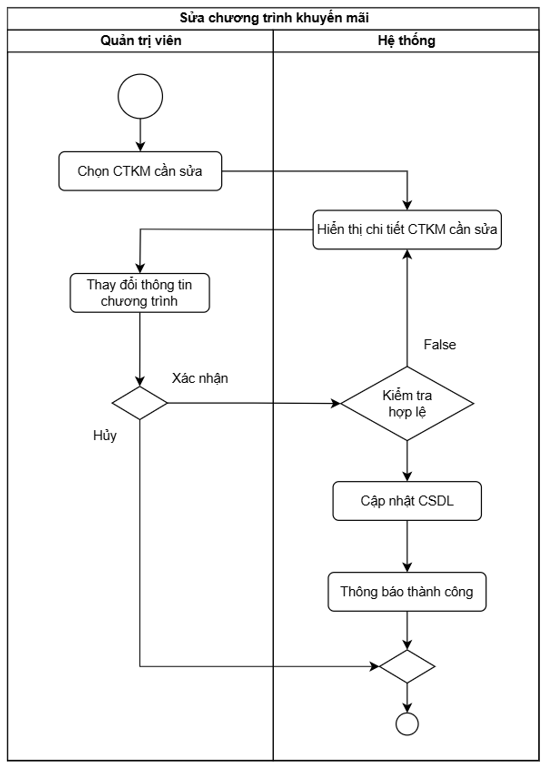 Sửa chương trình khuyến mãi
Quản trị viên
Hệ thống
Chọn CTKM cần sửa
Hiển thị chi tiết CTKM cần sửa
Thay đổi thông tin
chương trình
False
Xác nhận
Kiểm tra
hợp lệ
Hủy
Cập nhật CSDL
Thông báo thành công